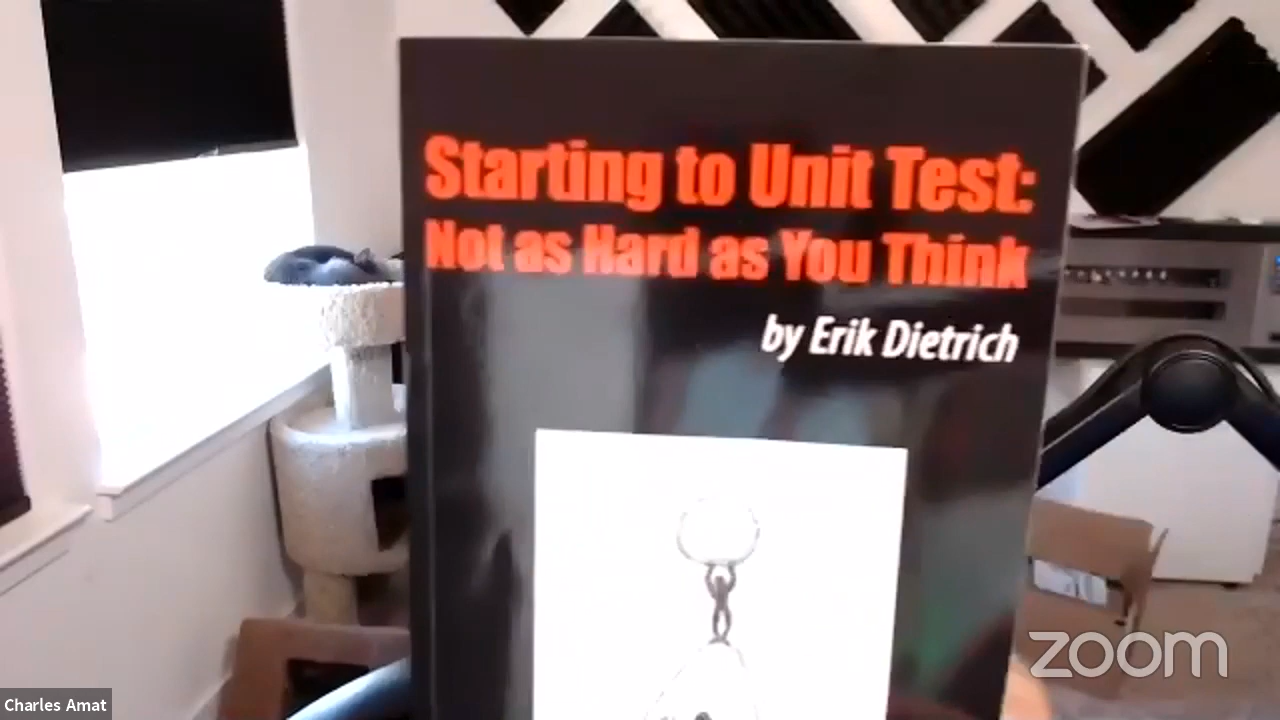 Starting to Unit Test:
Not as Hard as You Think
by Erik Dietrich
zoom
Charles Amat